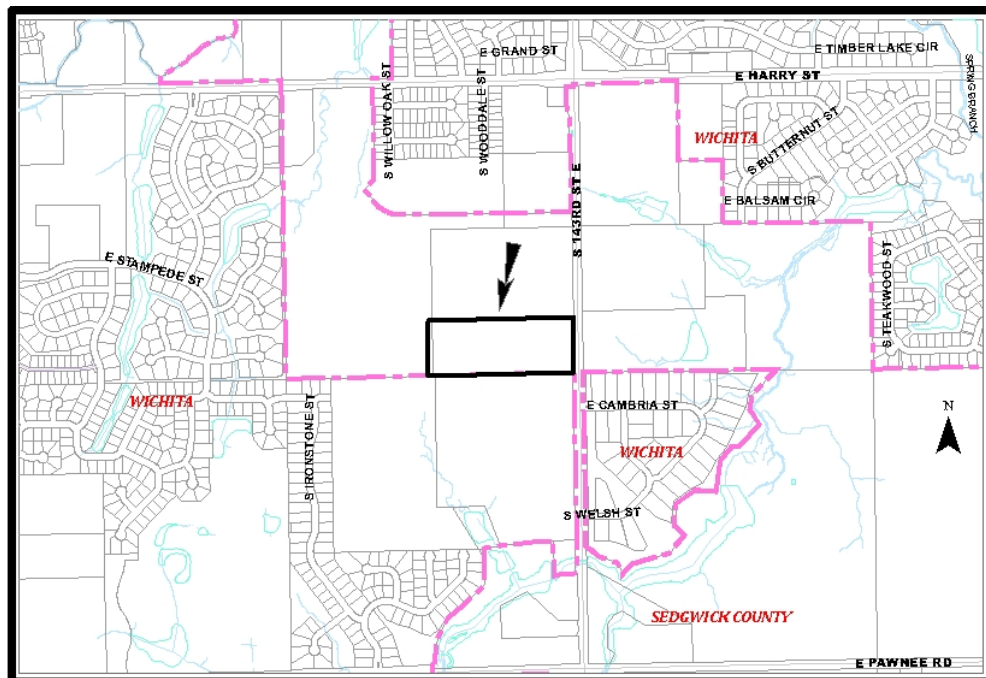 E GRAND ST
E TIMBER LAKE CIR
E HARRY ST
SPRING BRANCH
S WILLOW OAK ST
S WOODDALE ST
WICHITA
S BUTTERNUT ST
E BALSAM CIR
S 143RD ST E
E STAMPEDE ST
S TEAKWOOD ST
WICHITA
E CAMBRIA ST
N
S IRONSTONE ST
WICHITA
S WELSH ST
SEDGWICK COUNTY
E PAWNEE RD